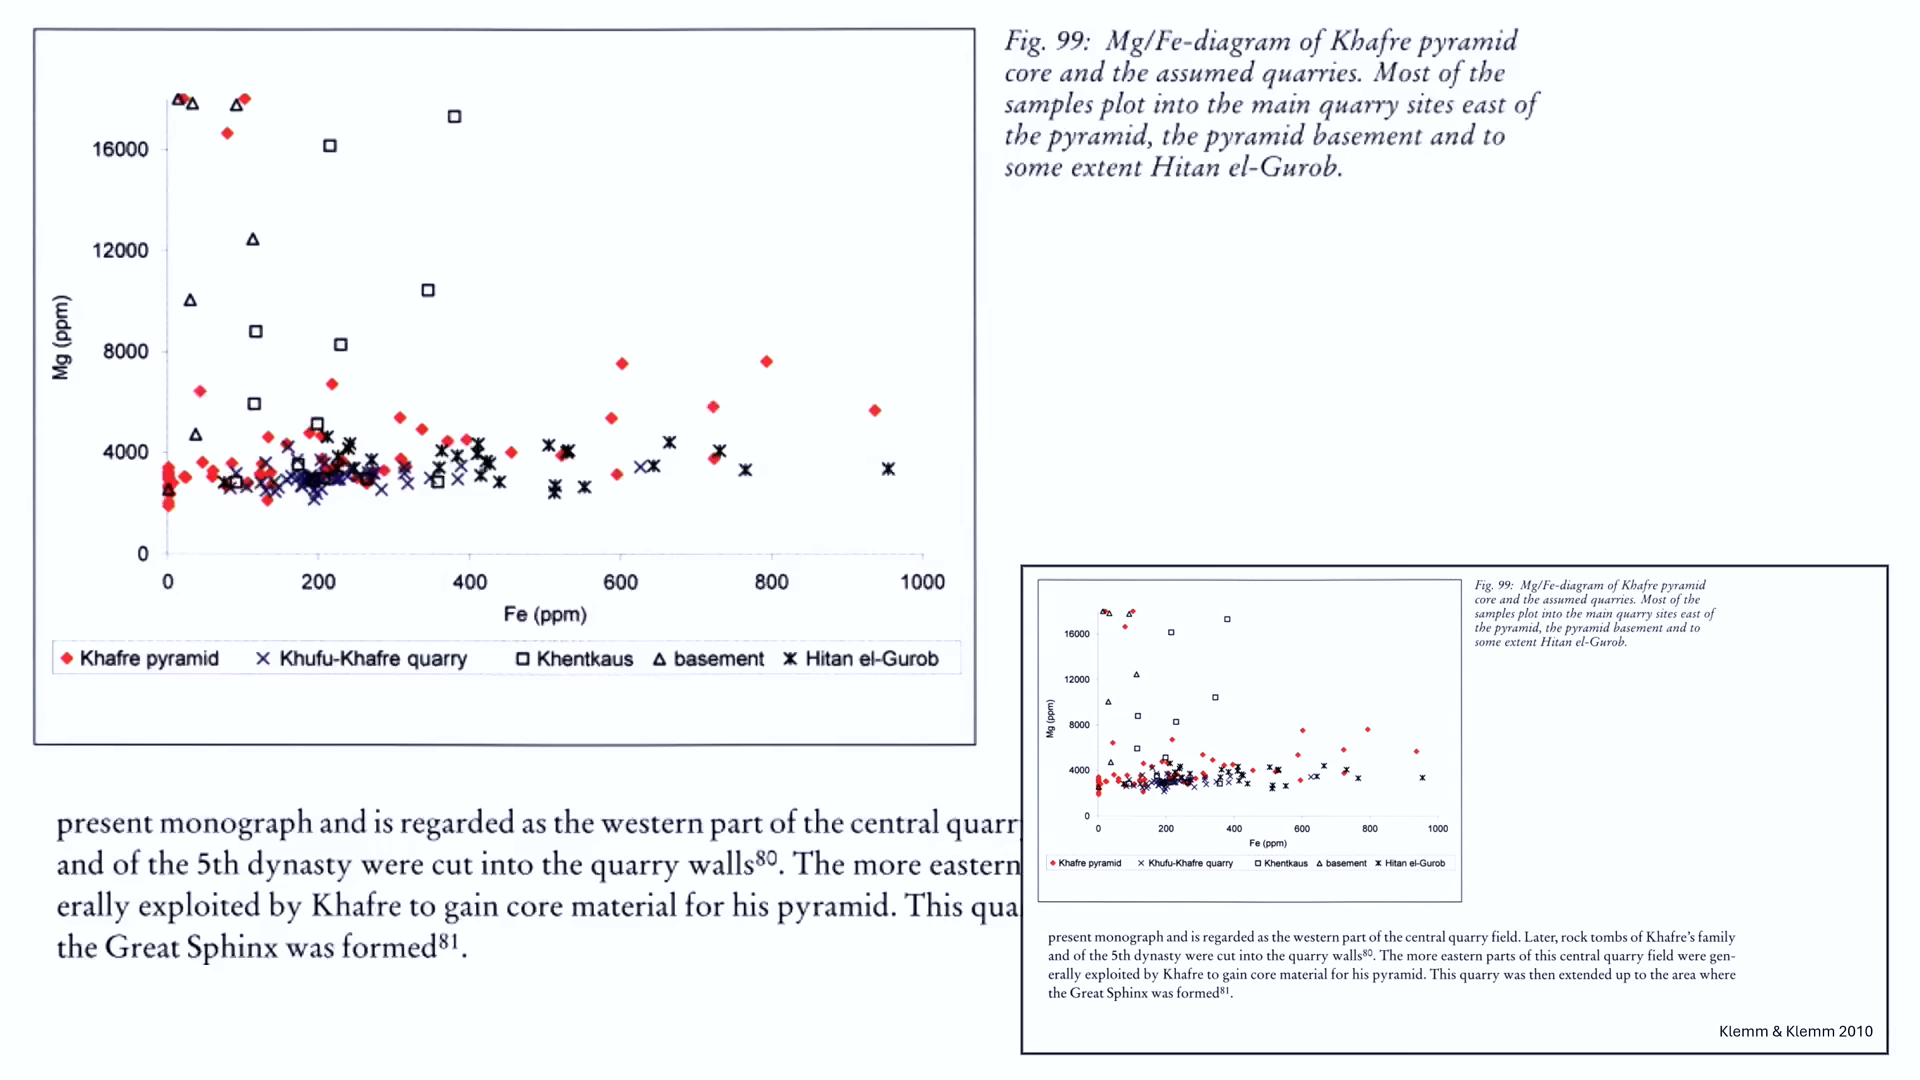 Fig. 99: Mg/Fe-diagram of Khafre pyramid
core and the assumed quarries. Most of the
samples plot into the main quarry sites east of
the pyramid, the pyramid basement and to
some extent Hitan el-Gurob.
16000
12000
8000
4000
0
Mg (ppm)
0 200 400 600 800 1000
Fe (ppm)
Khafre pyramid Khufu-Khafre quarry Khentkaus basement Hitan el-Gurob
present monograph and is regarded as the western part of the central quarr
and of the 5th dynasty were cut into the quarry walls80. The more eastern
erally exploited by Khafre to gain core material for his pyramid. This qua
the Great Sphinx was formed81.
Fig. 99: Mg/Fe-diagram of Khafre pyramid
core and the assumed quarries. Most of the
samples plot into the main quarry sites east of
the pyramid, the pyramid basement and to
some extent Hitan el-Gurob.
16000
12000
8000
4000
0
Mg (ppm)
0 200 400 600 800 1000
Fe (ppm)
Khafre pyramid Khufu-Khafre quarry Khentkaus basement Hitan el-Gurob
present monograph and is regarded as the western part of the central quarry field. Later, rock tombs of Khafre's family
and of the 5th dynasty were cut into the quarry walls80. The more eastern parts of this central quarry field were gen-
erally exploited by Khafre to gain core material for his pyramid. This quarry was then extended up to the area where
the Great Sphinx was formed81.
Klemm & Klemm 2010